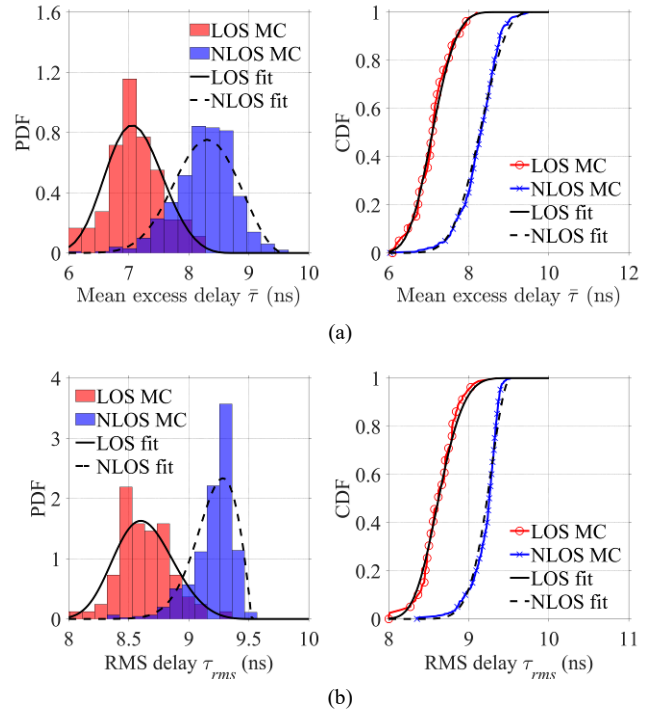 1.6
1.2
0.8
0.4
0
PDF
LOS MC
NLOS MC
LOS fit
NLOS fit
6 7 8 9 10
Mean excess delay τ̄ (ns)
1
0.8
0.6
0.4
0.2
0
CDF
LOS MC
NLOS MC
LOS fit
NLOS fit
6 8 10 12
Mean excess delay τ̄ (ns)
(a)
4
3
2
1
0
PDF
LOS MC
NLOS MC
LOS fit
NLOS fit
8 8.5 9 9.5 10
RMS delay τrms (ns)
1
0.8
0.6
0.4
0.2
0
CDF
LOS MC
NLOS MC
LOS fit
NLOS fit
8 9 10 11
RMS delay τrms (ns)
(b)